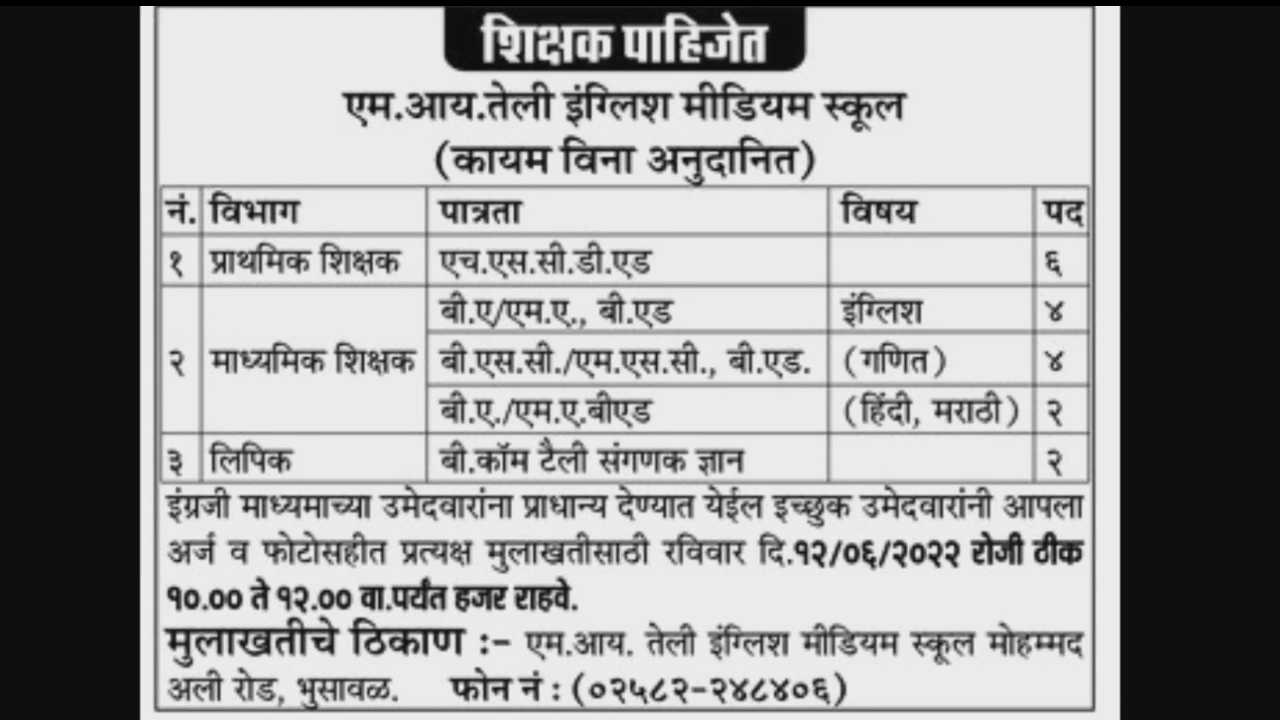 शिक्षक पाहिजेत
एम.आय.तेली इंग्लिश मीडियम स्कूल
(कायम विना अनुदानित)
नं. विभाग पात्रता विषय पद
१ प्राथमिक शिक्षक एच.एस.सी.डी.एड ६
बी.ए/एम.ए., बी.एड इंग्लिश ४
२ माध्यमिक शिक्षक बी.एस.सी./एम.एस.सी., बी.एड. (गणित) ४
बी.ए./एम.ए.बीएड (हिंदी, मराठी) २
३ लिपिक बी.कॉम टैली संगणक ज्ञान २
इंग्रजी माध्यमाच्या उमेदवारांना प्राधान्य देण्यात येईल इच्छुक उमेदवारांनी आपला
अर्ज व फोटोसहीत प्रत्यक्ष मुलाखतीसाठी रविवार दि.१२/०६/२०२२ रोजी ठीक
१०.०० ते १२.०० वा.पर्यंत हजर राहवे.
मुलाखतीचे ठिकाण :- एम.आय. तेली इंग्लिश मीडियम स्कूल मोहम्मद
अली रोड, भुसावळ. फोन नं : (०२५८२-२४८४०६)